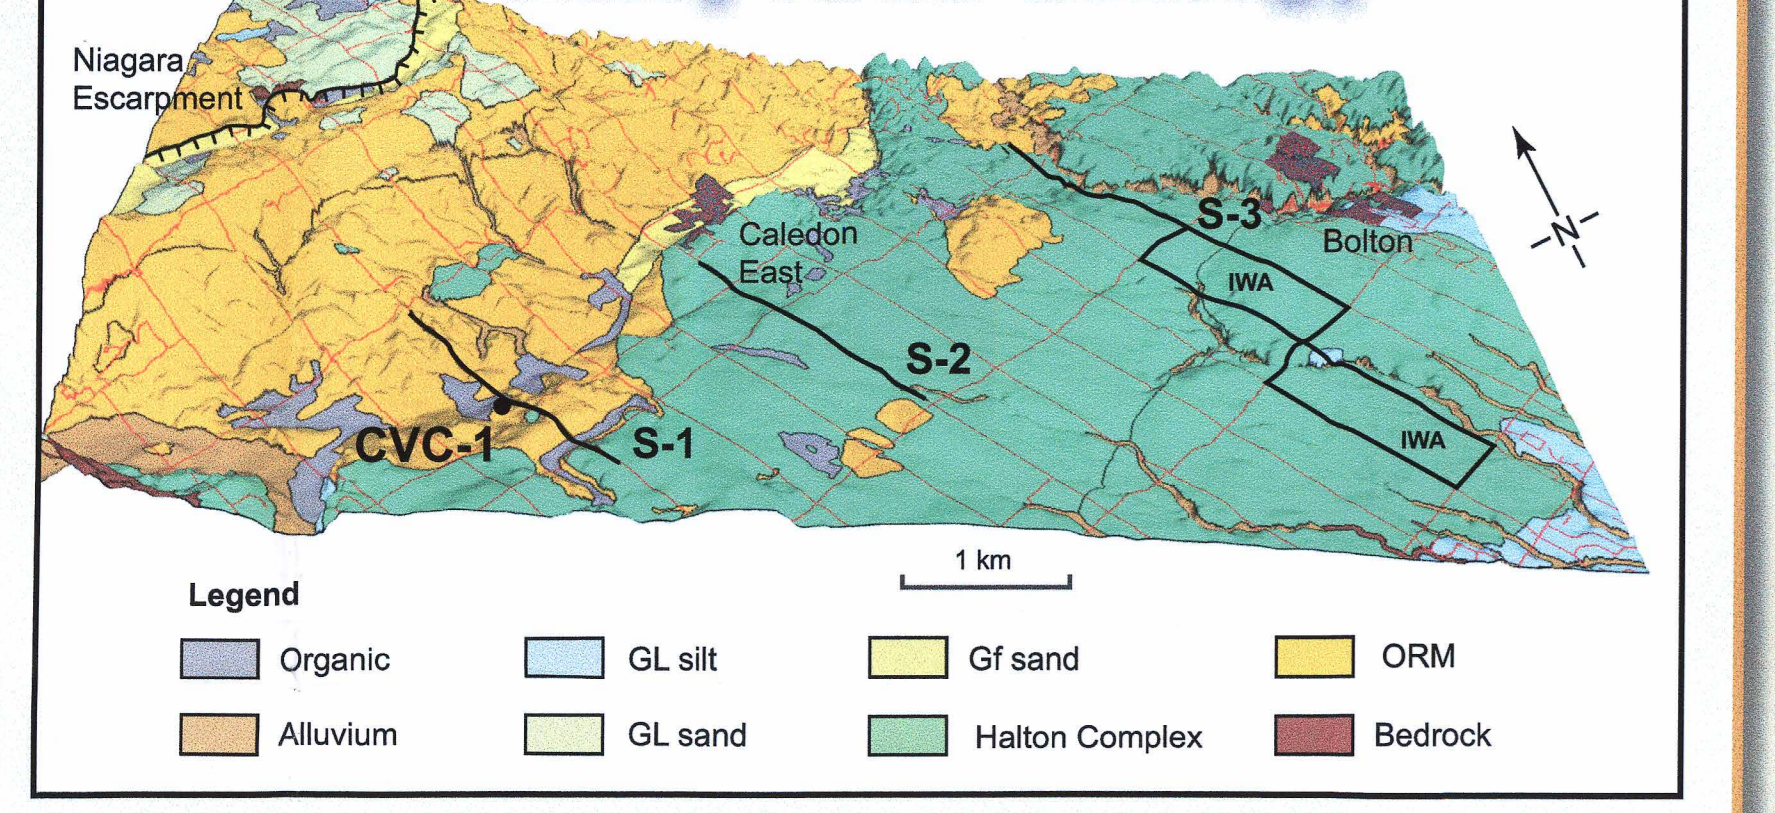 Niagara
Escarpment
S-3
Caledon
East
Bolton
IWA
N
S-2
CVC-1
S-1
IWA
1 km
Legend
Organic
GL silt
Gf sand
ORM
Alluvium
GL sand
Halton Complex
Bedrock